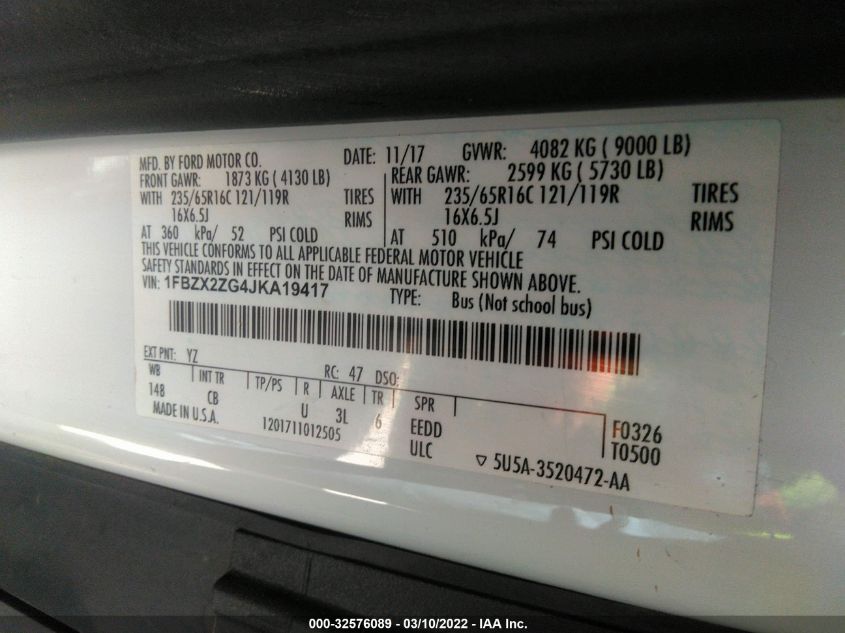 MFD. BY FORD MOTOR CO. DATE: 11/17 GVWR: 4082 KG ( 9000 LB)
FRONT GAWR: 1873 KG ( 4130 LB) REAR GAWR: 2599 KG ( 5730 LB)
WITH 235/65R16C 121/119R TIRES WITH 235/65R16C 121/119R TIRES
16X6.5J RIMS 16X6.5J RIMS
AT 360 kPa/ 52 PSI COLD AT 510 kPa/ 74 PSI COLD
THIS VEHICLE CONFORMS TO ALL APPLICABLE FEDERAL MOTOR VEHICLE
SAFETY STANDARDS IN EFFECT ON THE DATE OF MANUFACTURE SHOWN ABOVE.
VIN: 1FBZX2ZG4JKA19417 TYPE: Bus (Not school bus)
EXT PNT: YZ RC: 47 DSO:
WB INT TR TP/PS R AXLE TR SPR
148 CB U 3L 6 EEDD F0326
MADE IN U.S.A. 1201711012505 ULC T0500
▽ 5U5A-3520472-AA
000-32576089 - 03/10/2022 - IAA Inc.